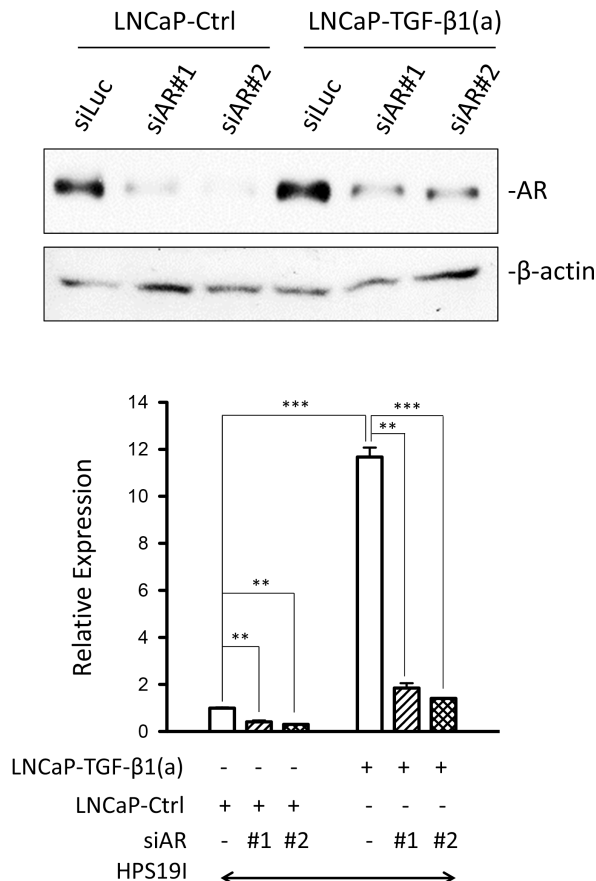 LNCaP-Ctrl LNCaP-TGF-β1(a)
siLuc siAR#1 siAR#2 siLuc siAR#1 siAR#2
-AR
-β-actin
14
*** ***
**
12
10
8
6
**
4
**
2
0
Relative Expression
LNCaP-TGF-β1(a) - - - + + +
LNCaP-Ctrl + + + - - -
siAR - #1 #2 - #1 #2
HPS19I